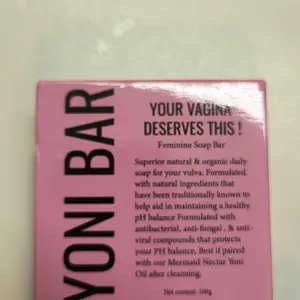 YONI BAR
YOUR VAGINA
DESERVES THIS !
Feminine Soap Bar
Superior natural & organic daily
soap for your vulva. Formulated
with natural ingredients that
have been traditionally known to
help aid in maintaining a healthy
pH balance Formulated with
antibacterial, anti-fungal , & anti-
viral compounds that protects
your PH balance. Best if paired
with our Mermaid Nectar Yoni
Oil after cleansing.
Net content: 100g